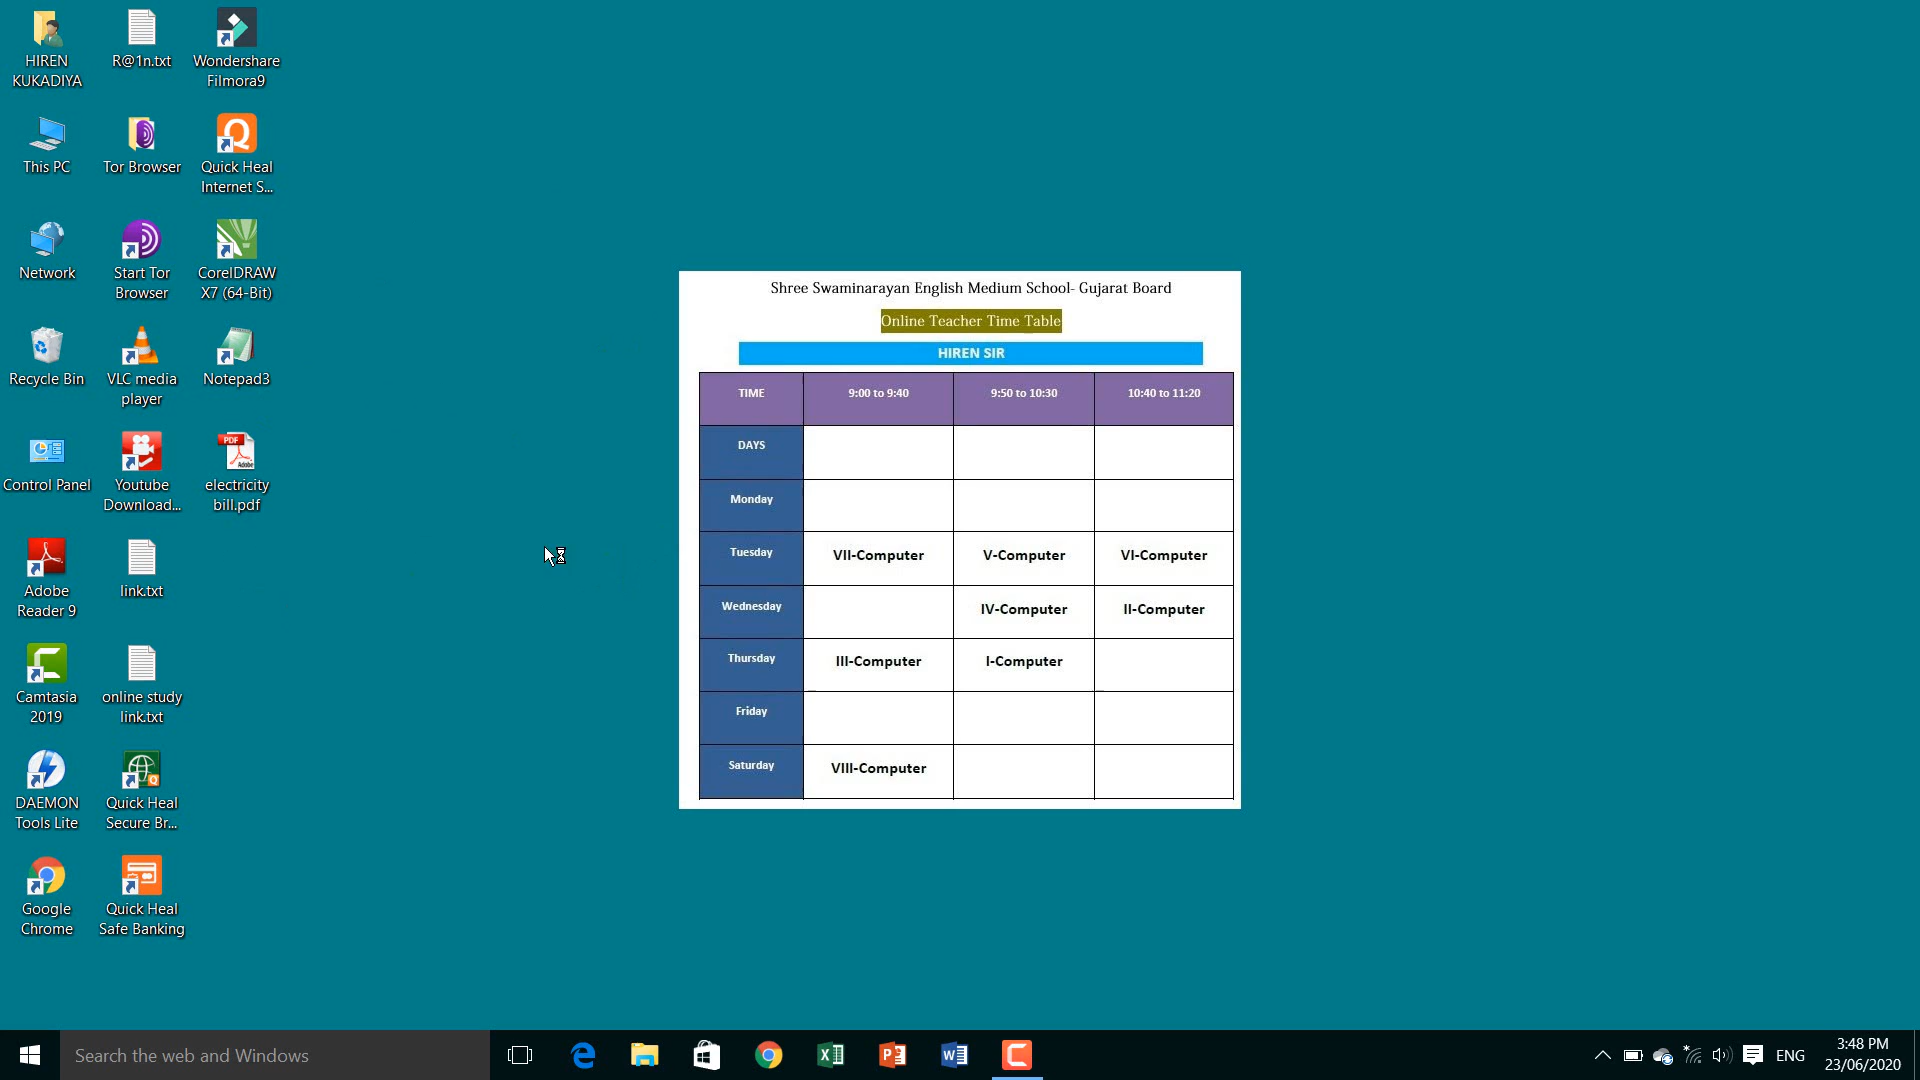 HIREN
KUKADIYA
R@1n.txt
Wondershare
Filmora9
This PC
Tor Browser
Quick Heal
Internet S...
Network
Start Tor
Browser
CorelDRAW
X7 (64-Bit)
Recycle Bin
VLC media
player
Notepad3
Control Panel
Youtube
Download...
PDF
Adobe
electricity
bill.pdf
Adobe
Reader 9
link.txt
Camtasia
2019
online study
link.txt
DAEMON
Tools Lite
Quick Heal
Secure Br...
Google
Chrome
Quick Heal
Safe Banking
Shree Swaminarayan English Medium School- Gujarat Board
Online Teacher Time Table
HIREN SIR
TIME 9:00 to 9:40 9:50 to 10:30 10:40 to 11:20
DAYS
Monday
Tuesday VII-Computer V-Computer VI-Computer
Wednesday IV-Computer II-Computer
Thursday III-Computer I-Computer
Friday
Saturday VIII-Computer
Search the web and Windows
ENG
3:48 PM
23/06/2020